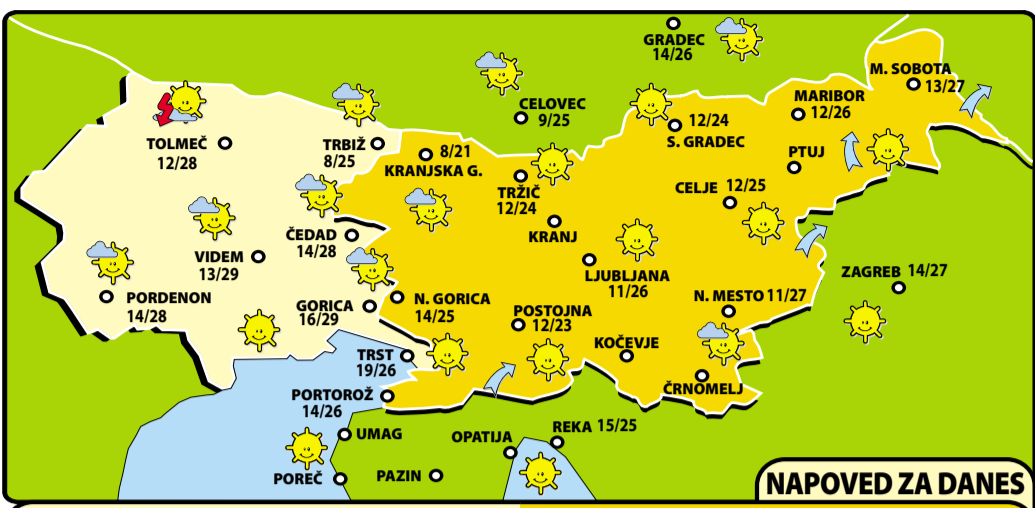 GRADEC
14/26
M. SOBOTA
13/27
MARIBOR
12/26
CELOVEC
9/25
12/24
S. GRADEC
TOLMEČ
12/28
TRBIŽ
8/25
8/21
KRANJSKA G.
PTUJ
TRŽIČ
12/24
CELJE 12/25
KRANJ
ČEDAD
14/28
VIDEM
13/29
LJUBLJANA
11/26
ZAGREB 14/27
PORDENON
14/28
GORICA
16/29
N. GORICA
14/25
N. MESTO 11/27
POSTOJNA
12/23
KOČEVJE
TRST
19/26
ČRNOMELJ
PORTOROŽ
14/26
UMAG
OPATIJA
REKA 15/25
POREČ
PAZIN
NAPOVED ZA DANES